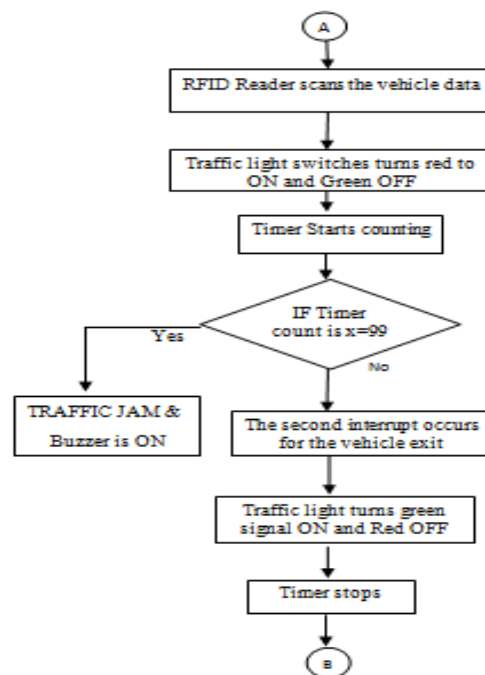 A
RFID Reader scans the vehicle data
Traffic light switches turns red to
ON and Green OFF
Timer Starts counting
IF Timer
count is x=99
Yes
No
TRAFFIC JAM &
Buzzer is ON
The second interrupt occurs
for the vehicle exit
Traffic light turns green
signal ON and Red OFF
Timer stops
B